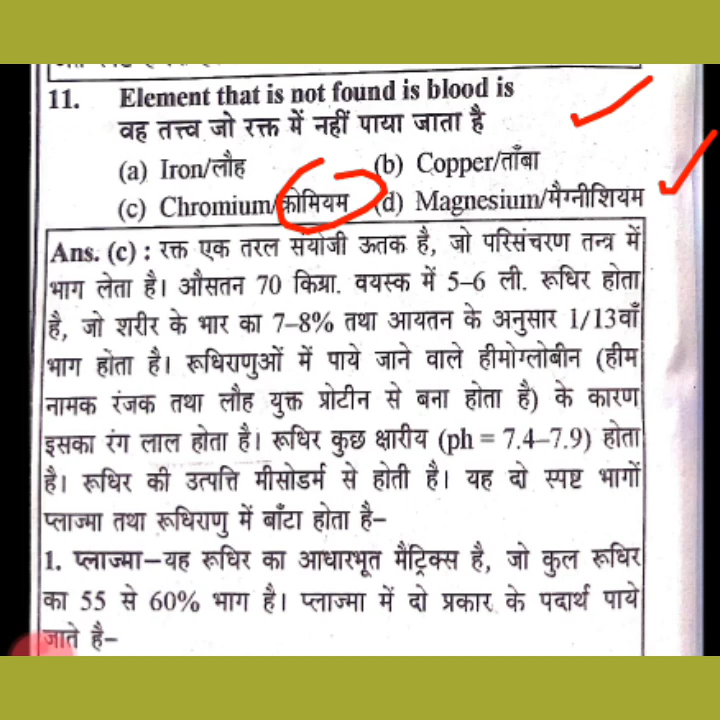 11. Element that is not found is blood is
वह तत्त्व जो रक्त में नहीं पाया जाता है
(a) Iron/लौह (b) Copper/ताँबा
(c) Chromium/क्रोमियम (d) Magnesium/मैग्नीशियम
Ans. (c) : रक्त एक तरल संयोजी ऊतक है, जो परिसंचरण तन्त्र में
भाग लेता है। औसतन 70 किग्रा. वयस्क में 5–6 ली. रूधिर होता
है, जो शरीर के भार का 7–8% तथा आयतन के अनुसार 1/13वाँ
भाग होता है। रूधिराणुओं में पाये जाने वाले हीमोग्लोबीन (हीम
नामक रंजक तथा लौह युक्त प्रोटीन से बना होता है) के कारण
इसका रंग लाल होता है। रूधिर कुछ क्षारीय (ph = 7.4–7.9) होता
है। रूधिर की उत्पत्ति मीसोडर्म से होती है। यह दो स्पष्ट भागों
प्लाज्मा तथा रूधिराणु में बाँटा होता है–
1. प्लाज्मा–यह रूधिर का आधारभूत मैट्रिक्स है, जो कुल रूधिर
का 55 से 60% भाग है। प्लाज्मा में दो प्रकार के पदार्थ पाये
जाते है–